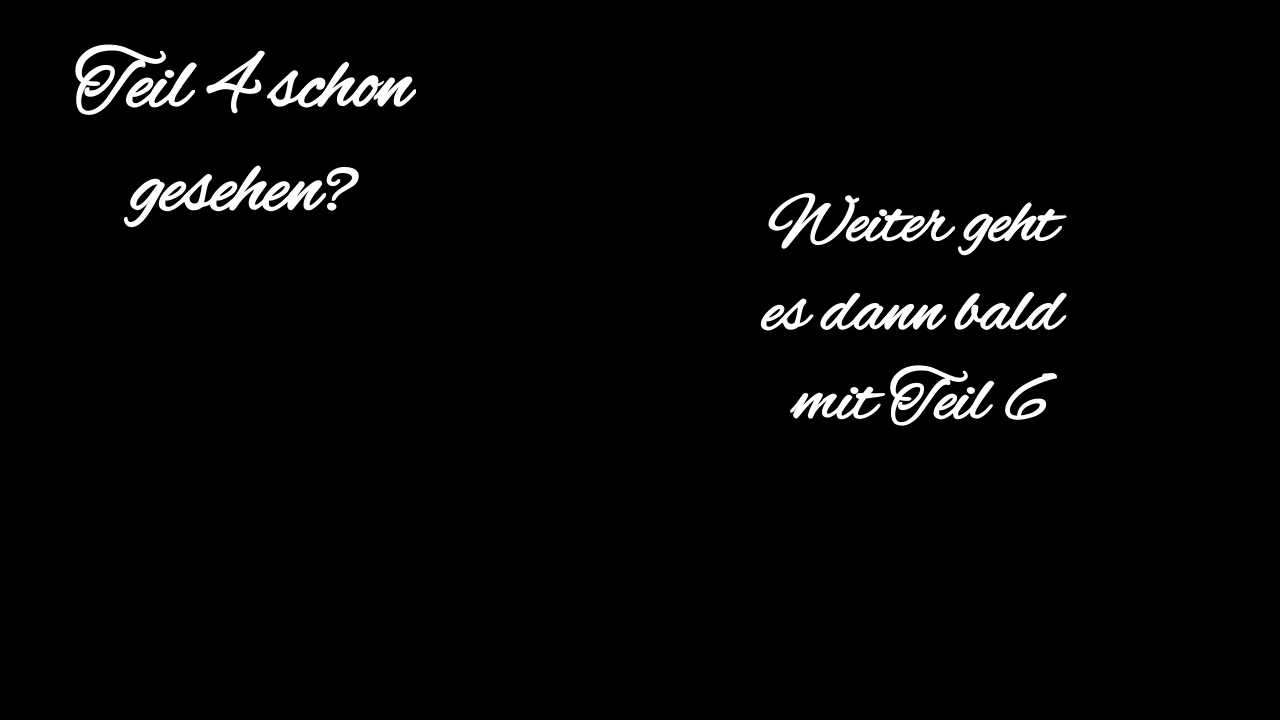 Teil 4 schon
gesehen?
Weiter geht
es dann bald
mit Teil 6